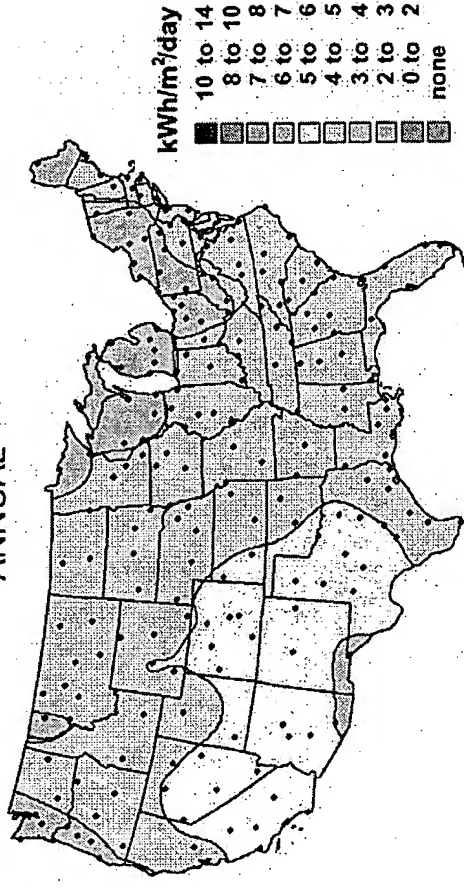 ANNUAL
kWh/m²/day
10 to 14
8 to 10
7 to 8
6 to 7
5 to 6
4 to 5
3 to 4
2 to 3
0 to 2
none